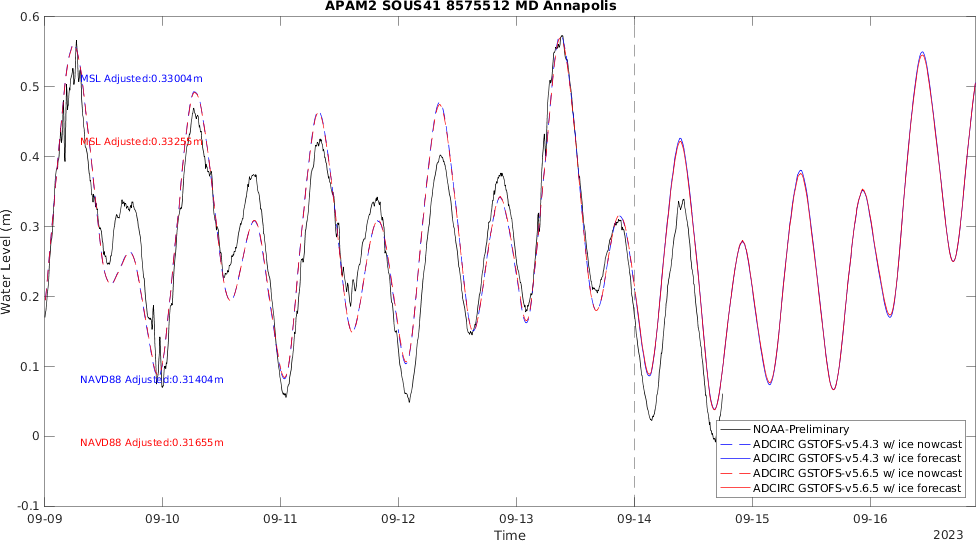 APAM2 SOUS41 8575512 MD Annapolis
0.6
0.5
0.4
0.3
0.2
0.1
0
-0.1
Water Level (m)
MSL Adjusted:0.33004m
MSL Adjusted:0.33255m
NAVD88 Adjusted:0.31404m
NAVD88 Adjusted:0.31655m
NOAA-Preliminary
ADCIRC GSTOFS-v5.4.3 w/ ice nowcast
ADCIRC GSTOFS-v5.4.3 w/ ice forecast
ADCIRC GSTOFS-v5.6.5 w/ ice nowcast
ADCIRC GSTOFS-v5.6.5 w/ ice forecast
09-09 09-10 09-11 09-12 09-13 09-14 09-15 09-16
Time
2023